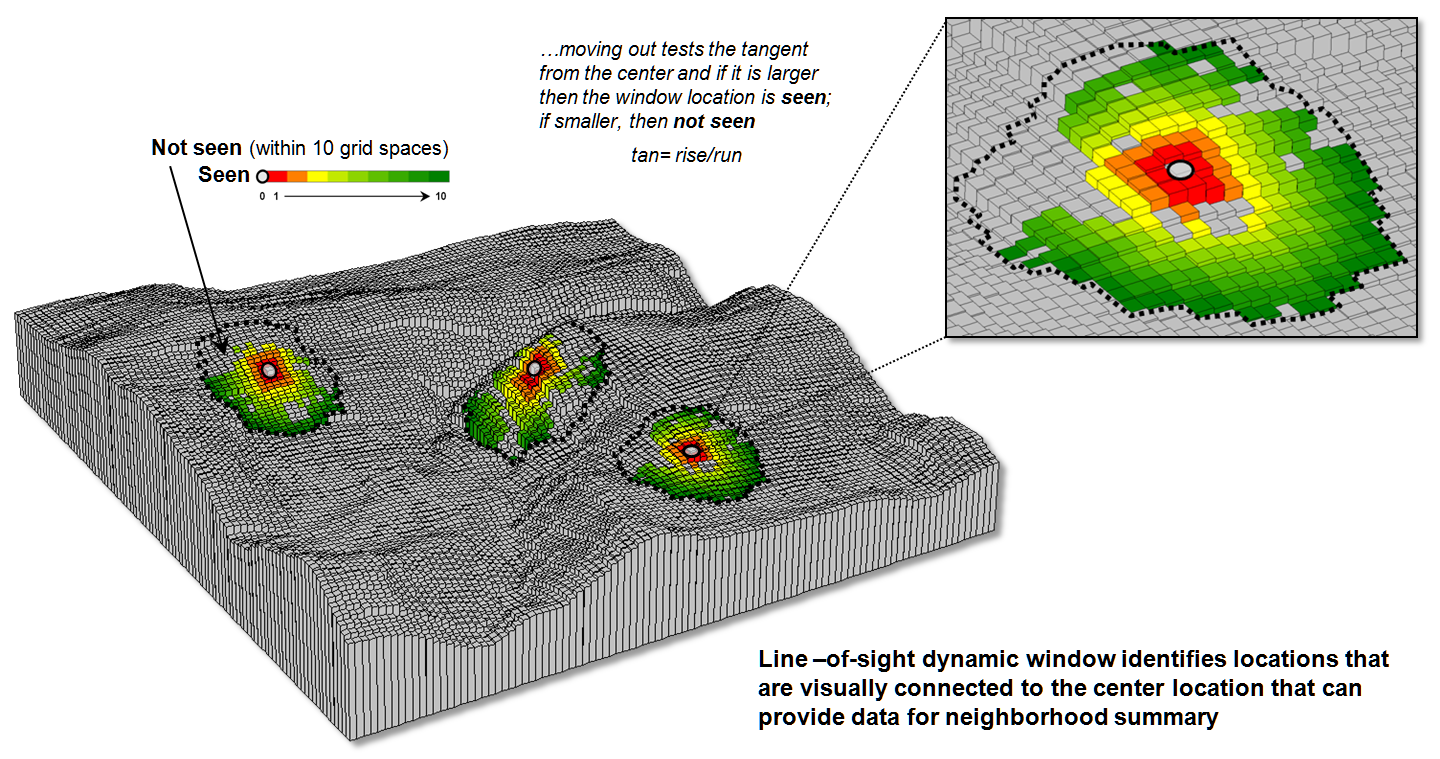 …moving out tests the tangent
from the center and if it is larger
then the window location is seen;
if smaller, then not seen
tan= rise/run
Not seen (within 10 grid spaces)
Seen
0 1 10
Line –of-sight dynamic window identifies locations that
are visually connected to the center location that can
provide data for neighborhood summary